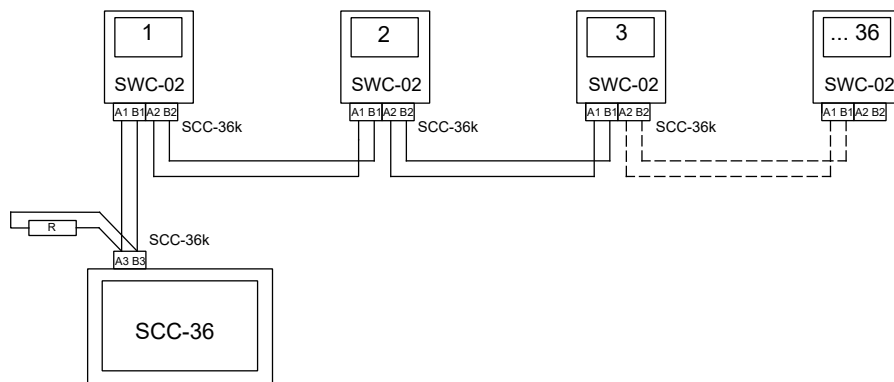 1
2
3
... 36
SWC-02
SWC-02
SWC-02
SWC-02
A1 B1 A2 B2
A1 B1 A2 B2
A1 B1 A2 B2
A1 B1 A2 B2
SCC-36k
SCC-36k
SCC-36k
R
SCC-36k
A3 B3
SCC-36